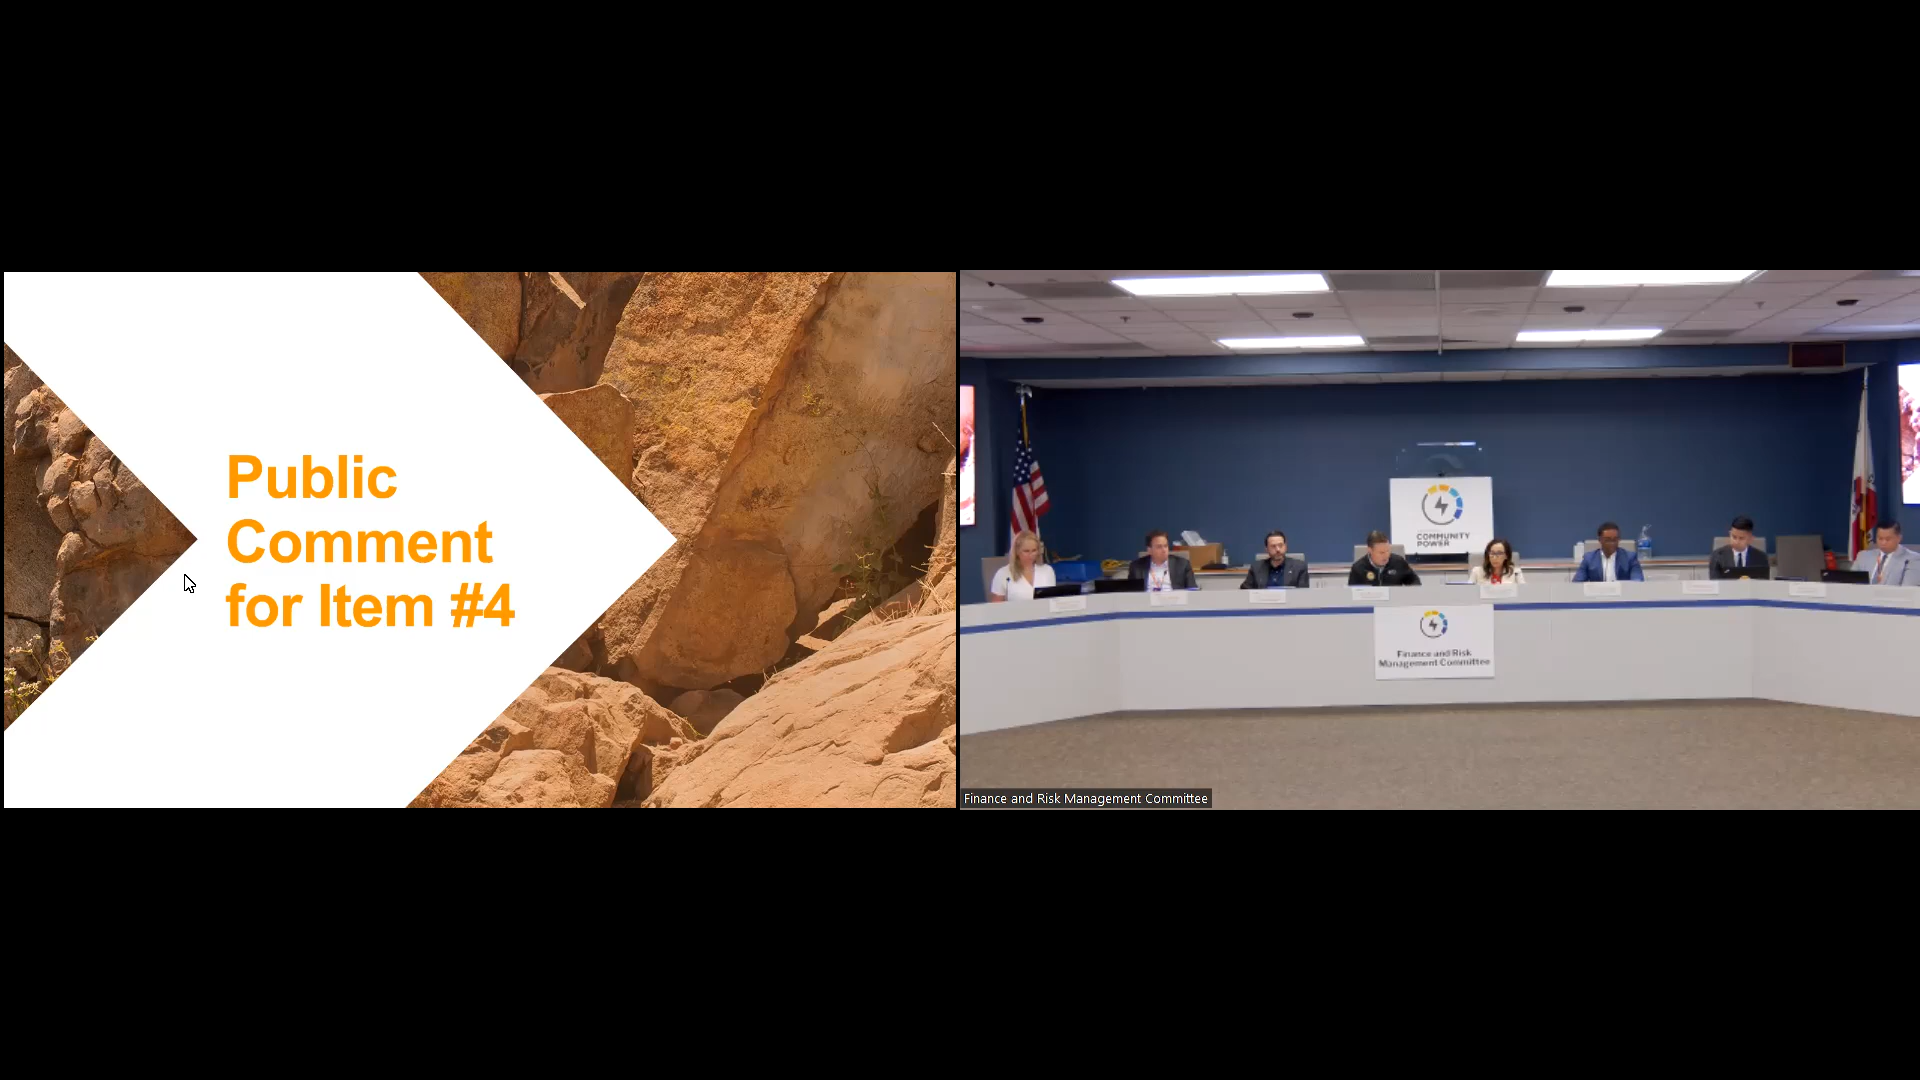 Public
Comment
for Item #4
COMMUNITY
POWER
Finance and Risk
Management Committee
Finance and Risk Management Committee